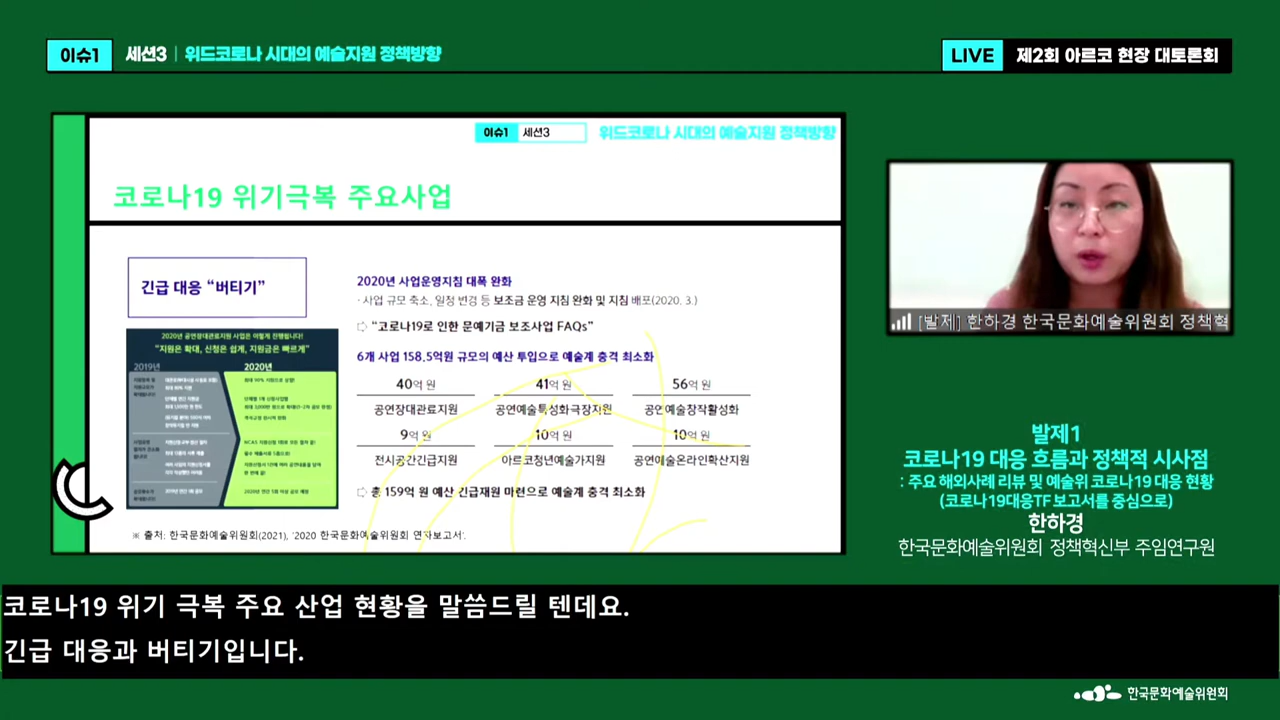 이슈1 세션3 | 위드코로나 시대의 예술지원 정책방향
LIVE 제2회 아르코 현장 대토론회
이슈1 세션3 위드코로나 시대의 예술지원 정책방향
코로나19 위기극복 주요사업
긴급 대응 “버티기”
2020년 공연장대관료지원 사업은 이렇게 진행됩니다!
“지원은 확대, 신청은 쉽게, 지원금은 빠르게”
2019년 2020년
2020년 사업운영지침 대폭 완화
· 사업 규모 축소, 일정 변경 등 보조금 운영 지침 완화 및 지침 배포(2020. 3.)
⇨ “코로나19로 인한 문예기금 보조사업 FAQs”
6개 사업 158.5억원 규모의 예산 투입으로 예술계 충격 최소화
40억 원 41억 원 56억 원
공연장대관료지원 공연예술특성화극장지원 공연예술창작활성화
9억 원 10억 원 10억 원
전시공간긴급지원 아르코청년예술가지원 공연예술온라인확산지원
⇨ 총 159억 원 예산 긴급재원 마련으로 예술계 충격 최소화
※ 출처: 한국문화예술위원회(2021), ‘2020 한국문화예술위원회 연차보고서’.
[발제] 한하경 한국문화예술위원회 정책혁
발제1
코로나19 대응 흐름과 정책적 시사점
: 주요 해외사례 리뷰 및 예술위 코로나19 대응 현황
(코로나19대응TF 보고서를 중심으로)
한하경
한국문화예술위원회 정책혁신부 주임연구원
코로나19 위기 극복 주요 산업 현황을 말씀드릴 텐데요.
긴급 대응과 버티기입니다.
한국문화예술위원회